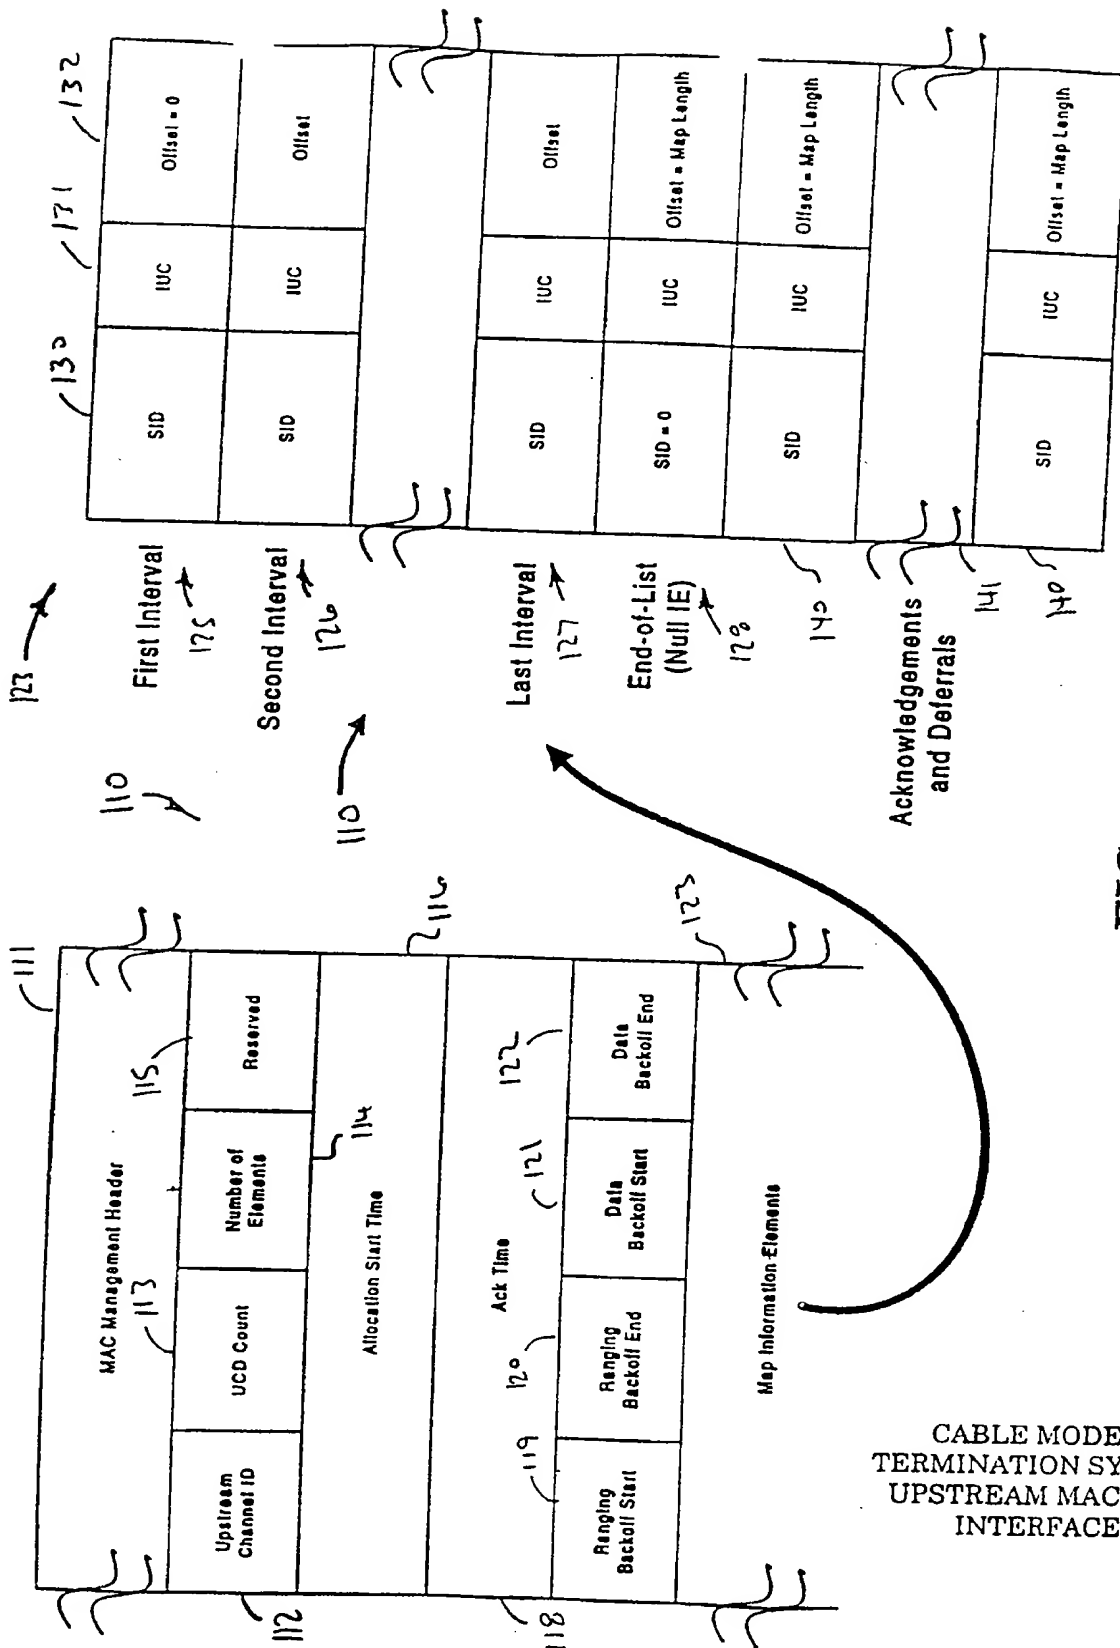 111
MAC Management Header
112
113
115
Upstream
Channel ID
UCD Count
Number of
Elements
Reserved
114
Allocation Start Time
116
118
Ack Time
119
120
121
122
Ranging
Backoff Start
Ranging
Backoff End
Data
Backoff Start
Data
Backoff End
123
Map Information Elements
110
110
123
130
131
132
First Interval
125
SID
IUC
Offset = 0
Second Interval
126
SID
IUC
Offset
Last Interval
127
SID
IUC
Offset
End-of-List
(Null IE)
128
SID = 0
IUC
Offset = Map Length
140
SID
IUC
Offset = Map Length
Acknowledgements
and Deferrals
141
140
SID
IUC
Offset = Map Length
CABLE MODE
TERMINATION SY
UPSTREAM MAC
INTERFACE